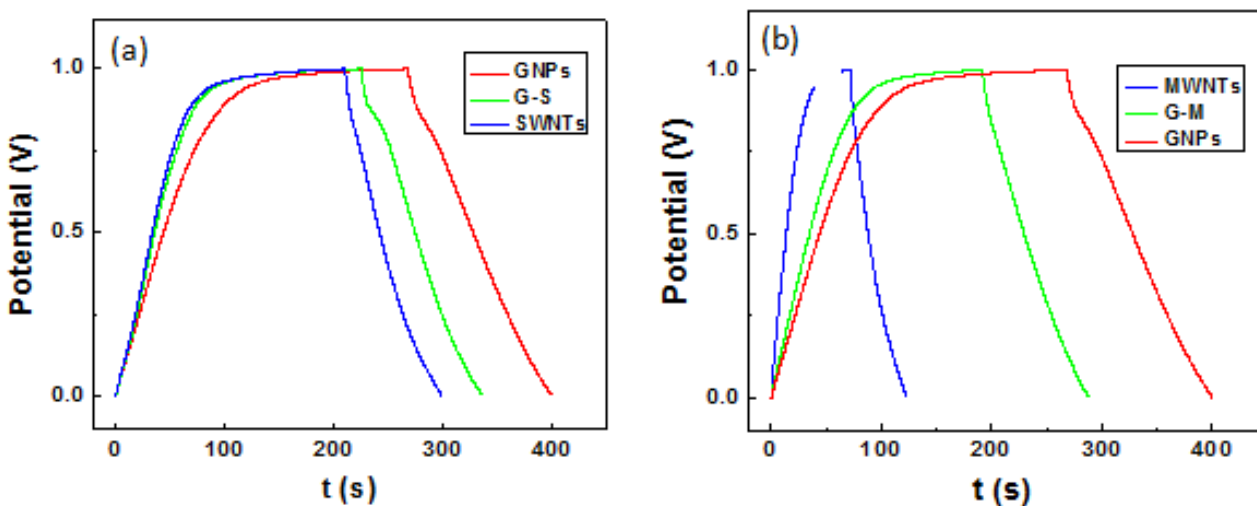 (a)
GNPs
G-S
SWNTs
Potential (V)
1.0
0.5
0.0
0 100 200 300 400
t (s)
(b)
MWNTs
G-M
GNPs
Potential (V)
1.0
0.5
0.0
0 100 200 300 400
t (s)